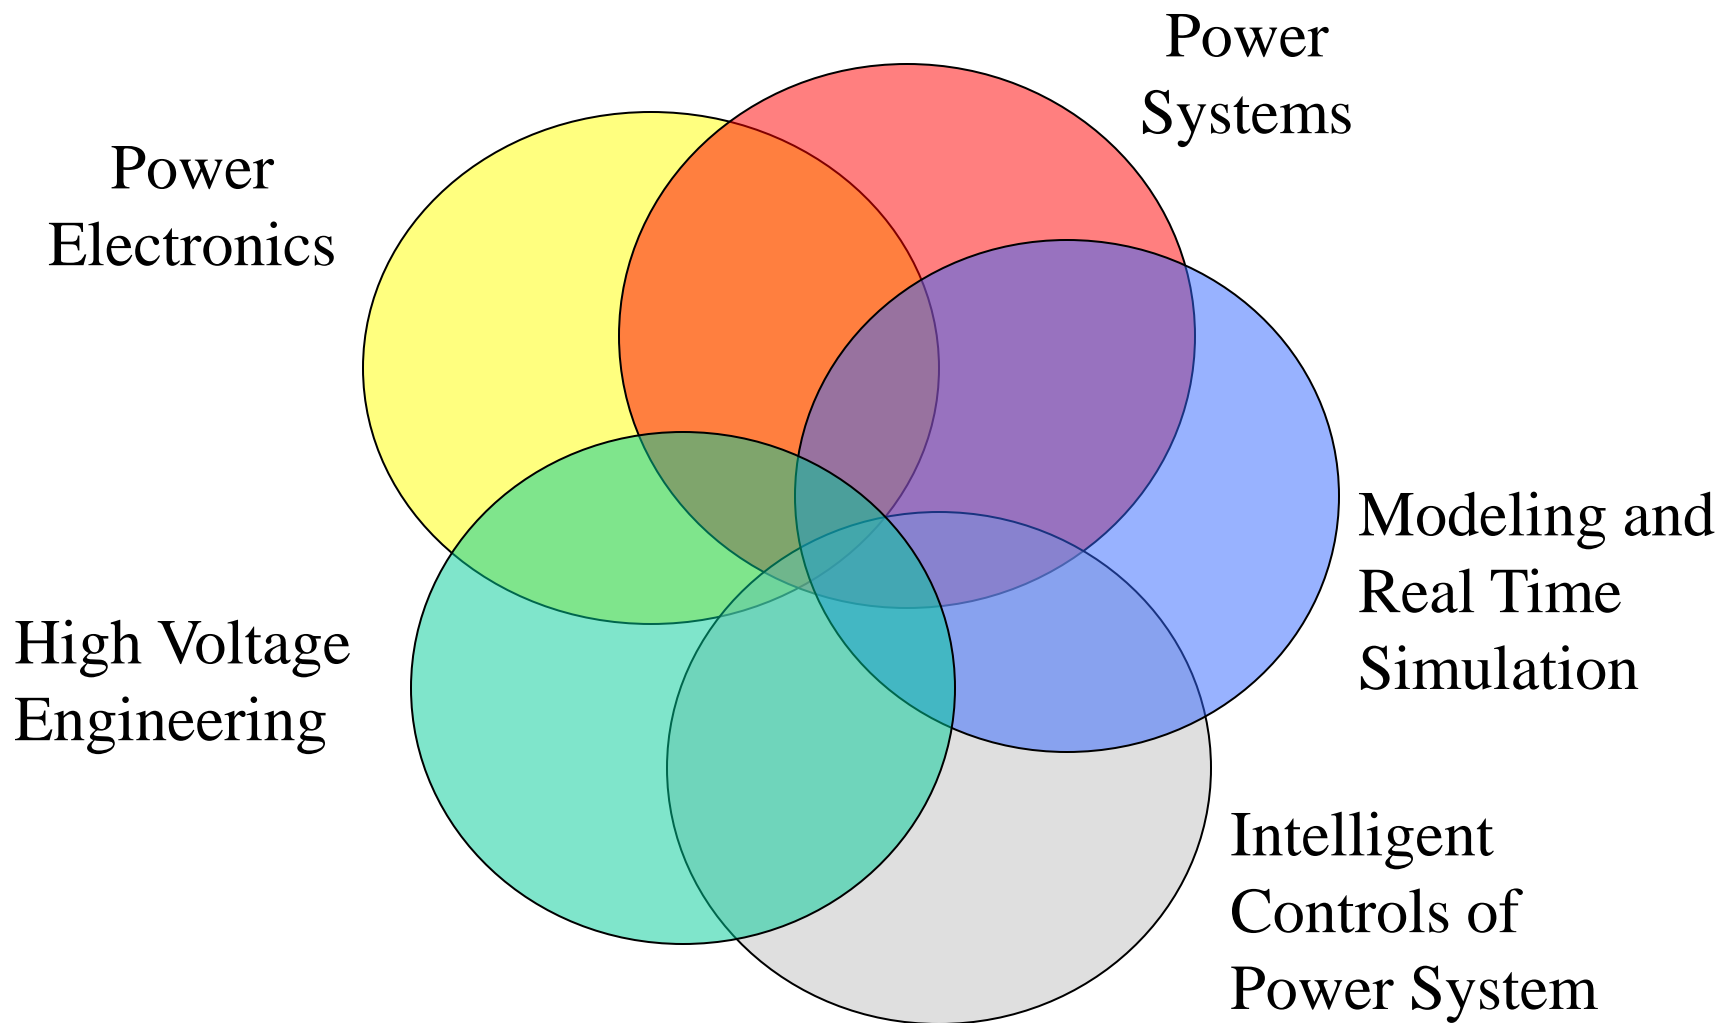 Power
Systems
Power
Electronics
Modeling and
Real Time
Simulation
High Voltage
Engineering
Intelligent
Controls of
Power System